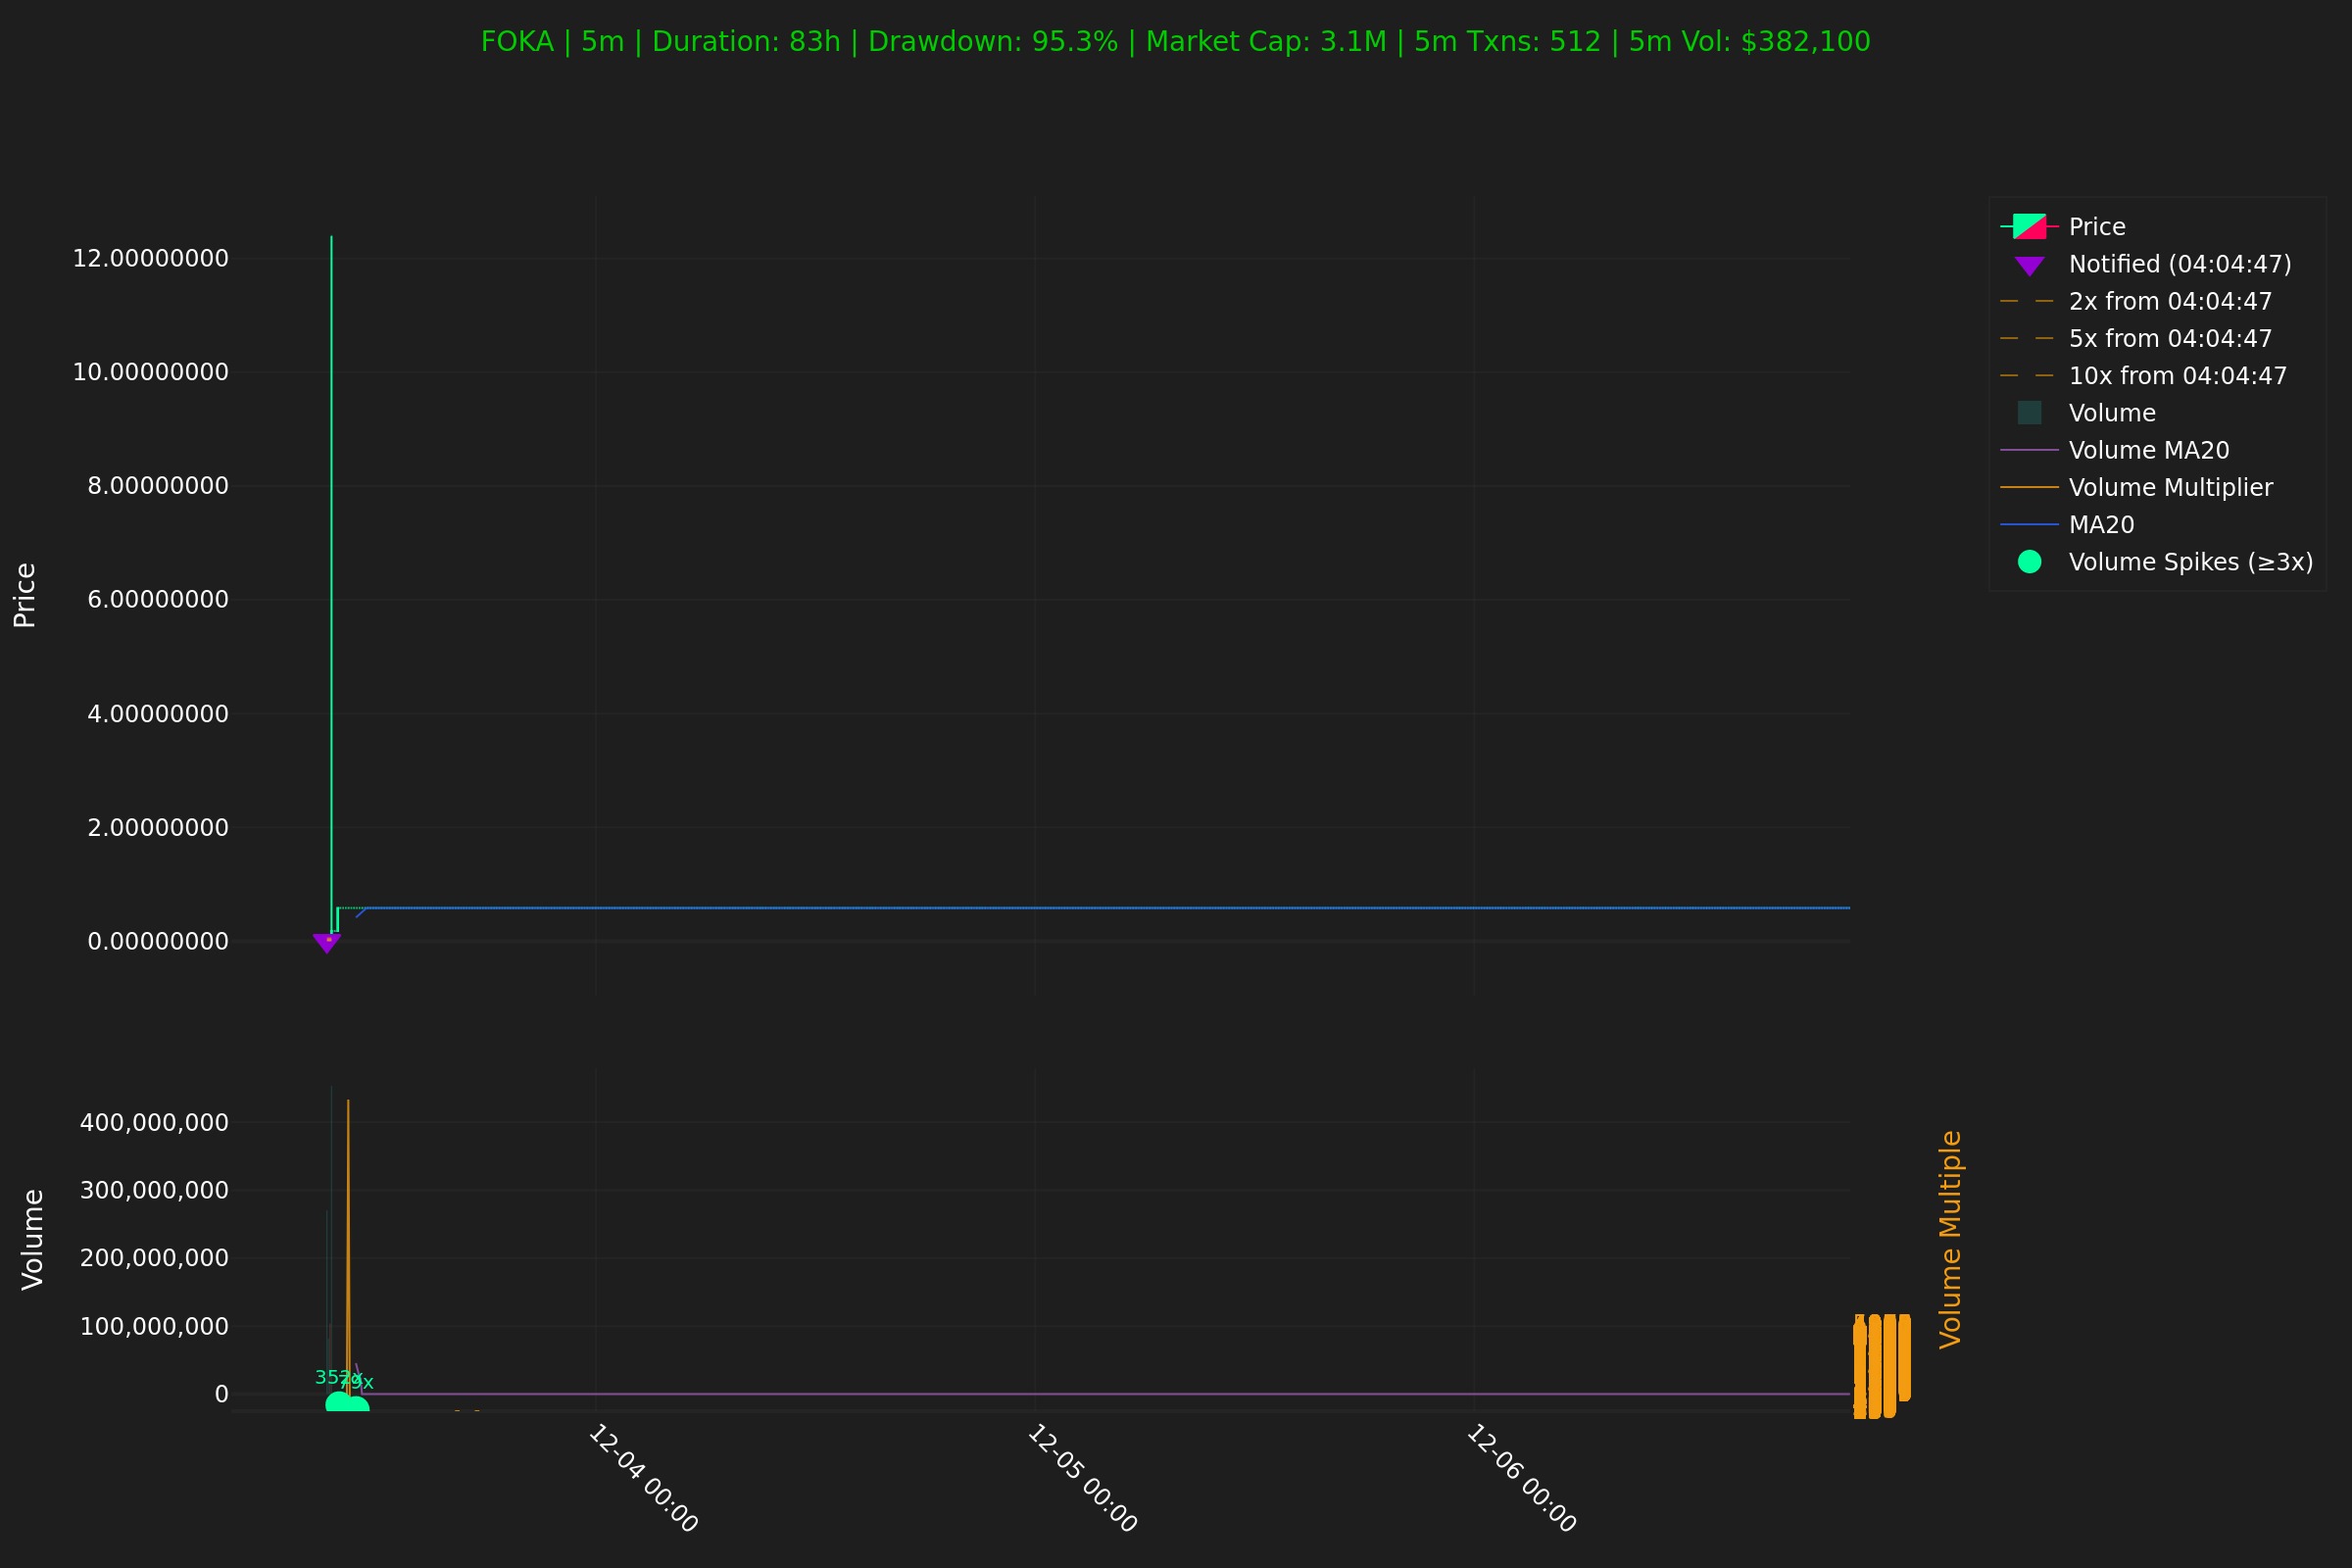 FOKA | 5m | Duration: 83h | Drawdown: 95.3% | Market Cap: 3.1M | 5m Txns: 512 | 5m Vol: $382,100
Price
12.00000000
10.00000000
8.00000000
6.00000000
4.00000000
2.00000000
0.00000000
Price
Notified (04:04:47)
2x from 04:04:47
5x from 04:04:47
10x from 04:04:47
Volume
Volume MA20
Volume Multiplier
MA20
Volume Spikes (≥3x)
Volume
400,000,000
300,000,000
200,000,000
100,000,000
0
Volume Multiple
12-04 00:00
12-05 00:00
12-06 00:00